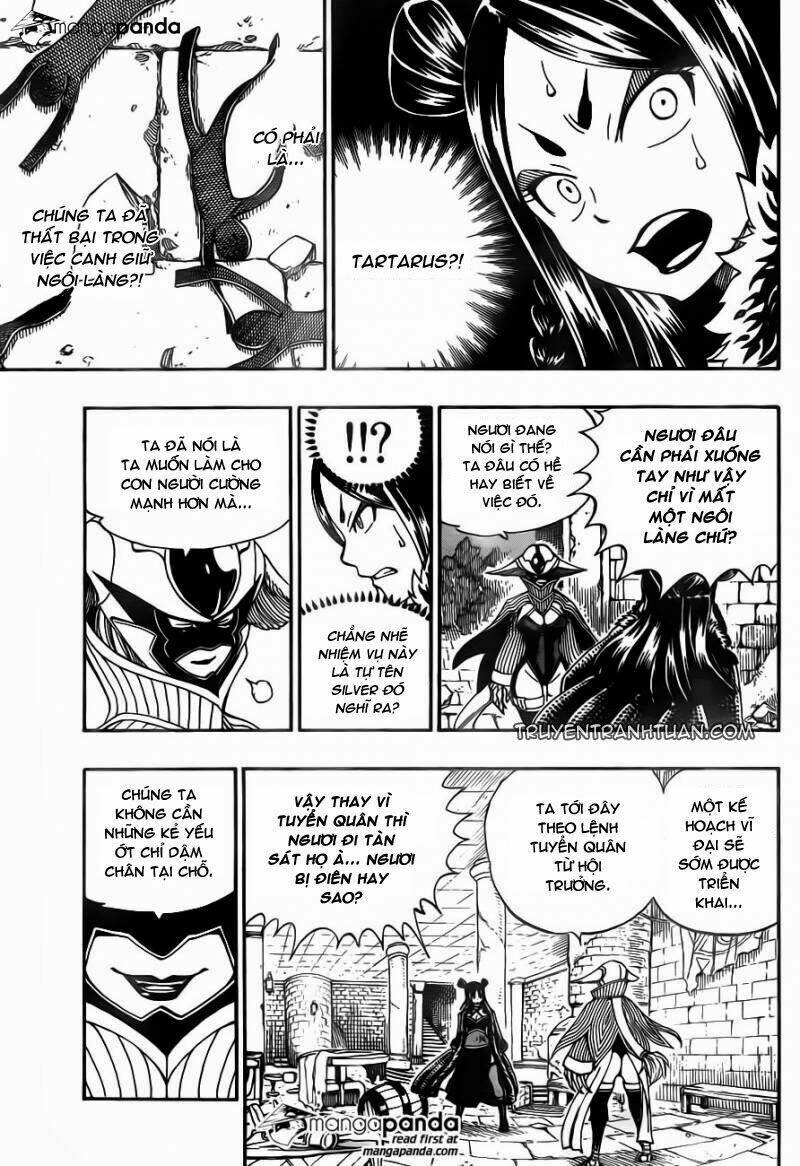 mangapanda
TARTARUS?!
CÓ PHẢI
LÀ...
CHÚNG TA ĐÃ
THẤT BẠI TRONG
VIỆC CANH GIỮ
NGÔI LÀNG?!
NGƯƠI ĐÂU
CẦN PHẢI XUỐNG
TAY NHƯ VẬY
CHỈ VÌ MẤT
MỘT NGÔI
LÀNG CHỨ?
NGƯƠI ĐANG
NÓI GÌ THẾ?
TA ĐÂU CÓ HỀ
HAY BIẾT VỀ
VIỆC ĐÓ.
!!?
CHẲNG NHẼ
NHIỆM VỤ NÀY
LÀ TỰ TÊN
SILVER ĐÓ
NGHĨ RA?
TA ĐÃ NÓI LÀ
TA MUỐN LÀM CHO
CON NGƯỜI CƯỜNG
MẠNH HƠN MÀ...
TRUYENTRANHTUAN.COM
MỘT KẾ
HOẠCH VĨ
ĐẠI SẼ
SỚM ĐƯỢC
TRIỂN
KHAI...
TA TỚI ĐÂY
THEO LỆNH
TUYỂN QUÂN
TỪ HỘI
TRƯỞNG.
VẬY THAY VÌ
TUYỂN QUÂN THÌ
NGƯƠI ĐI TÀN
SÁT HỌ À... NGƯƠI
BỊ ĐIÊN HAY
SAO?
CHÚNG TA
KHÔNG CẦN
NHỮNG KẺ YẾU
ỚT CHỈ DẬM
CHÂN TẠI CHỖ.
mangapanda
read first at
mangapanda.com